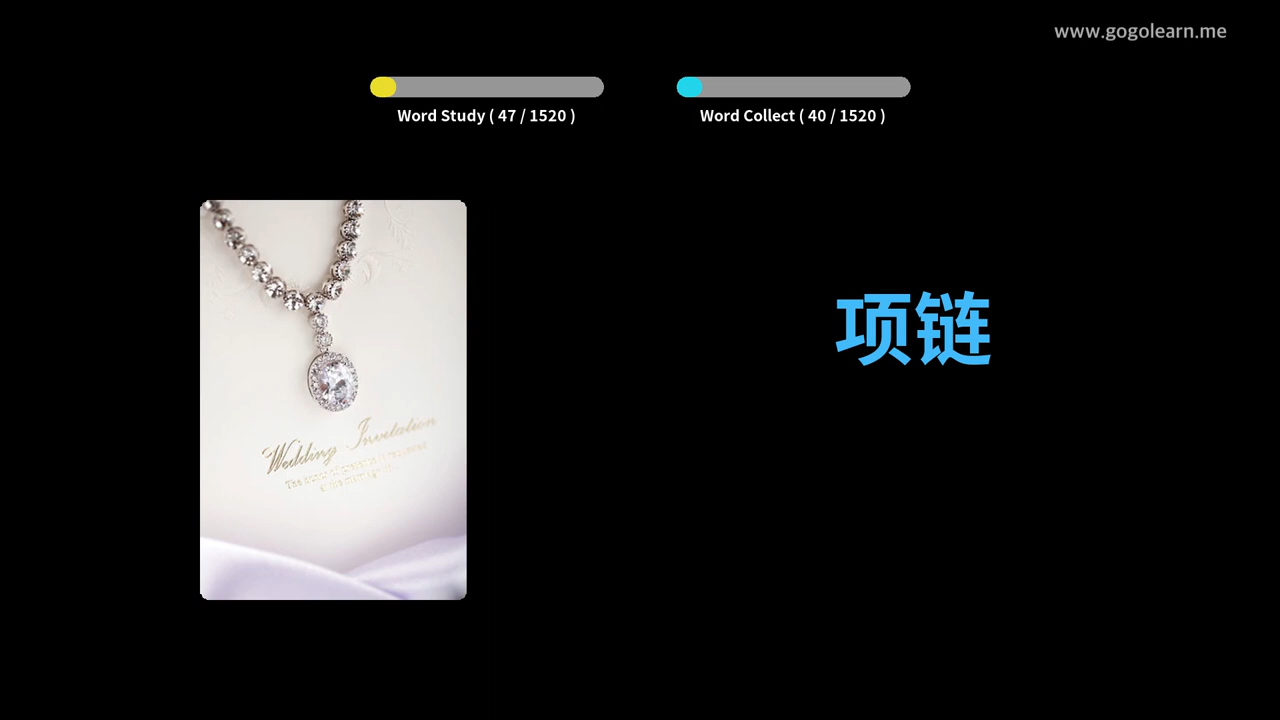 www.gogolearn.me
Word Study ( 47 / 1520 )
Word Collect ( 40 / 1520 )
项链
Wedding Invitation